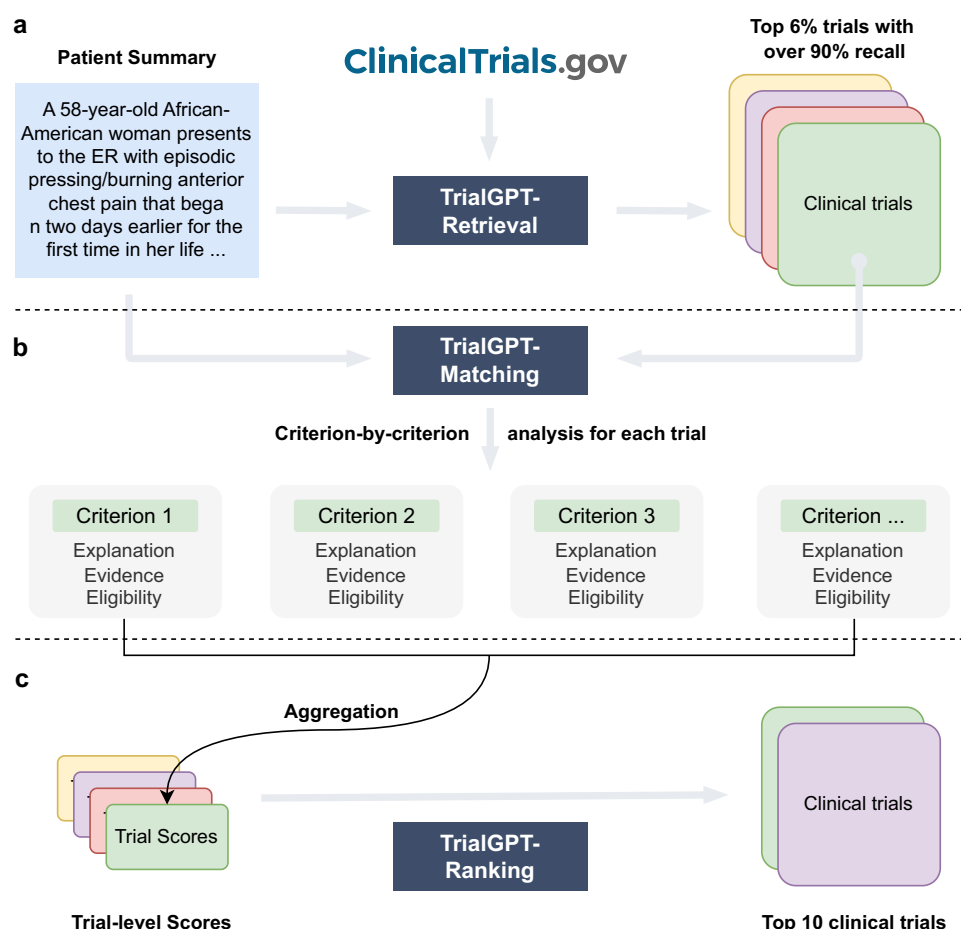 a
Patient Summary
ClinicalTrials.gov
Top 6% trials with
over 90% recall
A 58-year-old African-
American woman presents
to the ER with episodic
pressing/burning anterior
chest pain that bega
n two days earlier for the
first time in her life ...
TrialGPT-
Retrieval
Clinical trials
b
TrialGPT-
Matching
Criterion-by-criterion analysis for each trial
Criterion 1
Explanation
Evidence
Eligibility
Criterion 2
Explanation
Evidence
Eligibility
Criterion 3
Explanation
Evidence
Eligibility
Criterion ...
Explanation
Evidence
Eligibility
c
Aggregation
Trial Scores
TrialGPT-
Ranking
Clinical trials
Trial-level Scores
Top 10 clinical trials